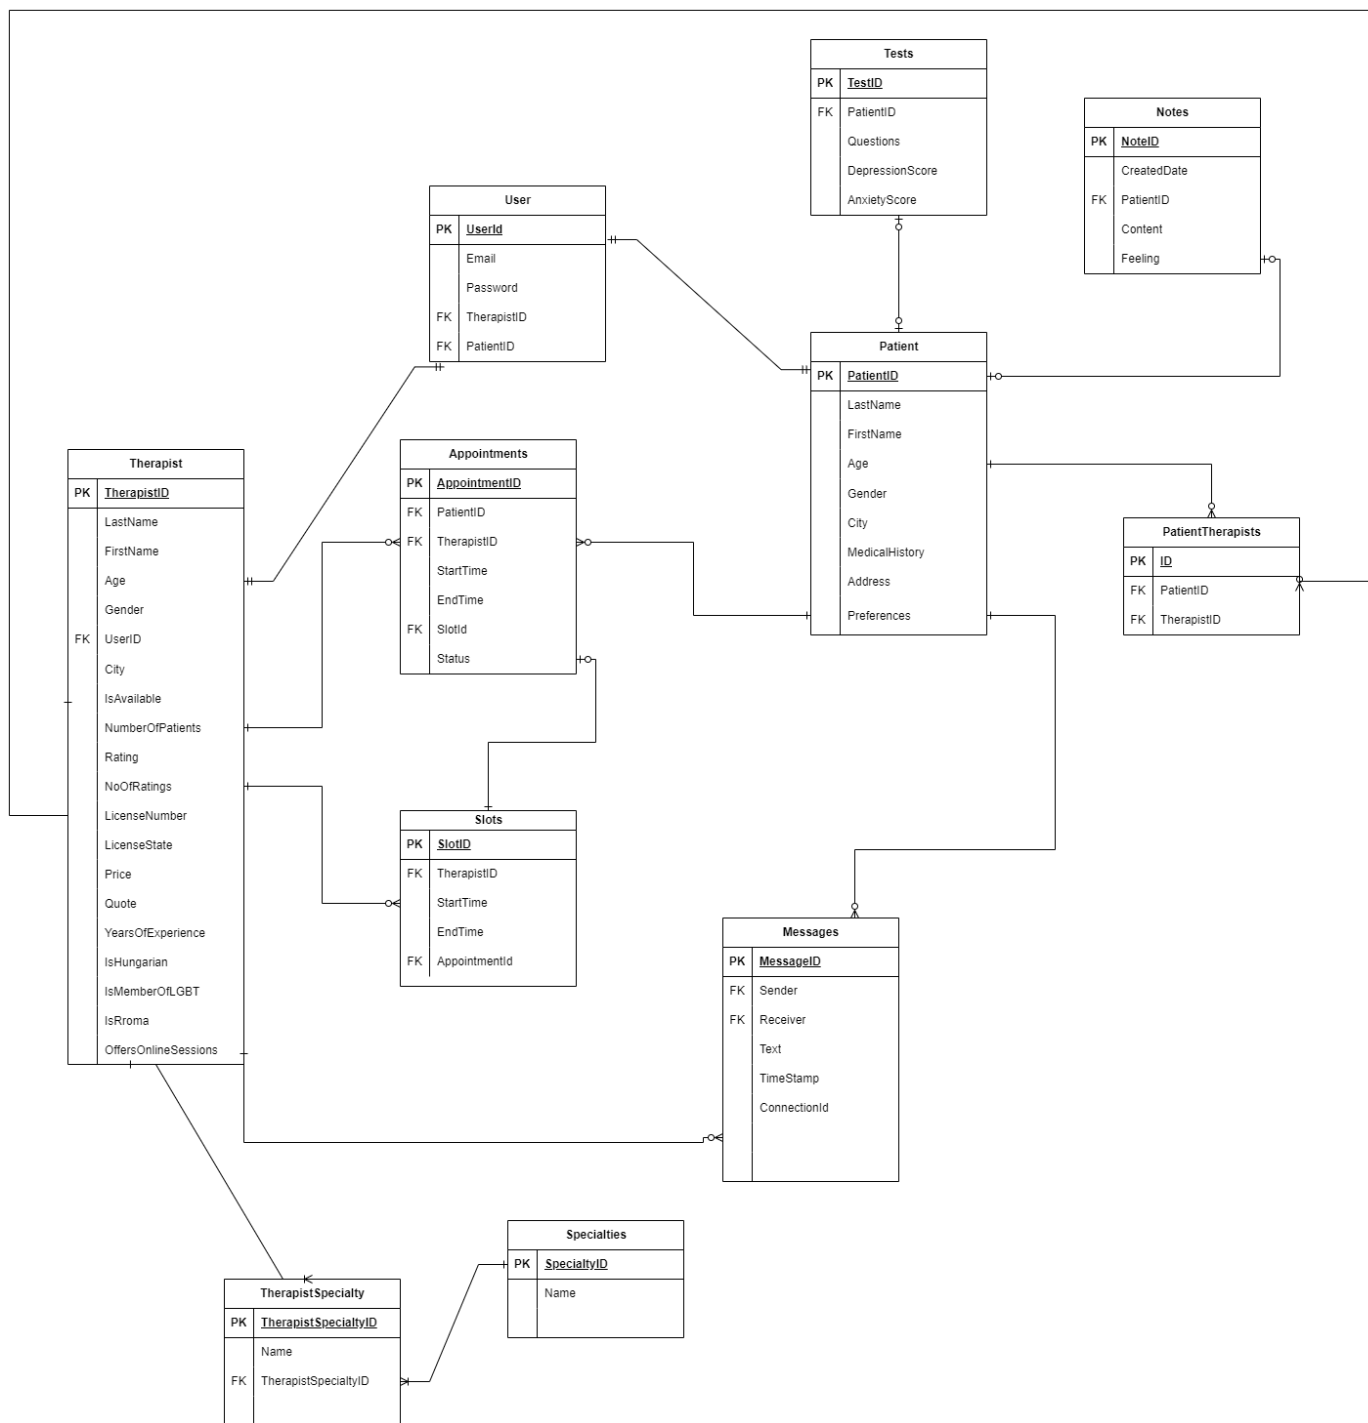 Tests
PK TestID
FK PatientID
Questions
DepressionScore
AnxietyScore
Notes
PK NoteID
CreatedDate
FK PatientID
Content
Feeling
User
PK UserId
Email
Password
FK TherapistID
FK PatientID
Patient
PK PatientID
LastName
FirstName
Age
Gender
City
MedicalHistory
Address
Preferences
Therapist
PK TherapistID
LastName
FirstName
Age
Gender
FK UserID
City
IsAvailable
NumberOfPatients
Rating
NoOfRatings
LicenseNumber
LicenseState
Price
Quote
YearsOfExperience
IsHungarian
IsMemberOfLGBT
IsRroma
OffersOnlineSessions
Appointments
PK AppointmentID
FK PatientID
FK TherapistID
StartTime
EndTime
FK SlotId
Status
PatientTherapists
PK ID
FK PatientID
FK TherapistID
Slots
PK SlotID
FK TherapistID
StartTime
EndTime
FK AppointmentId
Messages
PK MessageID
FK Sender
FK Receiver
Text
TimeStamp
ConnectionId
Specialties
PK SpecialtyID
Name
TherapistSpecialty
PK TherapistSpecialtyID
Name
FK TherapistSpecialtyID